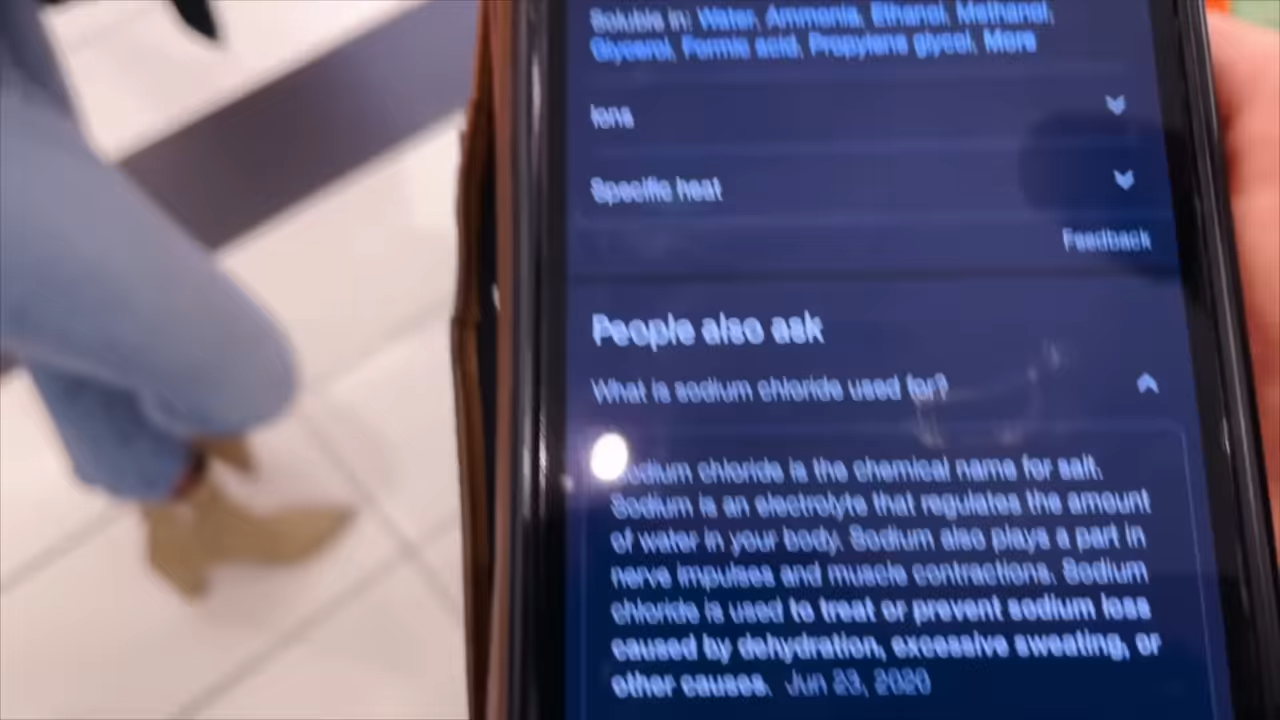 Soluble in: Water, Ammonia, Ethanol, Methanol,
Glycerol, Formic acid, Propylene glycol, More
Ions
Specific heat
Feedback
People also ask
What is sodium chloride used for?
Sodium chloride is the chemical name for salt.
Sodium is an electrolyte that regulates the amount
of water in your body. Sodium also plays a part in
nerve impulses and muscle contractions. Sodium
chloride is used to treat or prevent sodium loss
caused by dehydration, excessive sweating, or
other causes. Jun 23, 2020